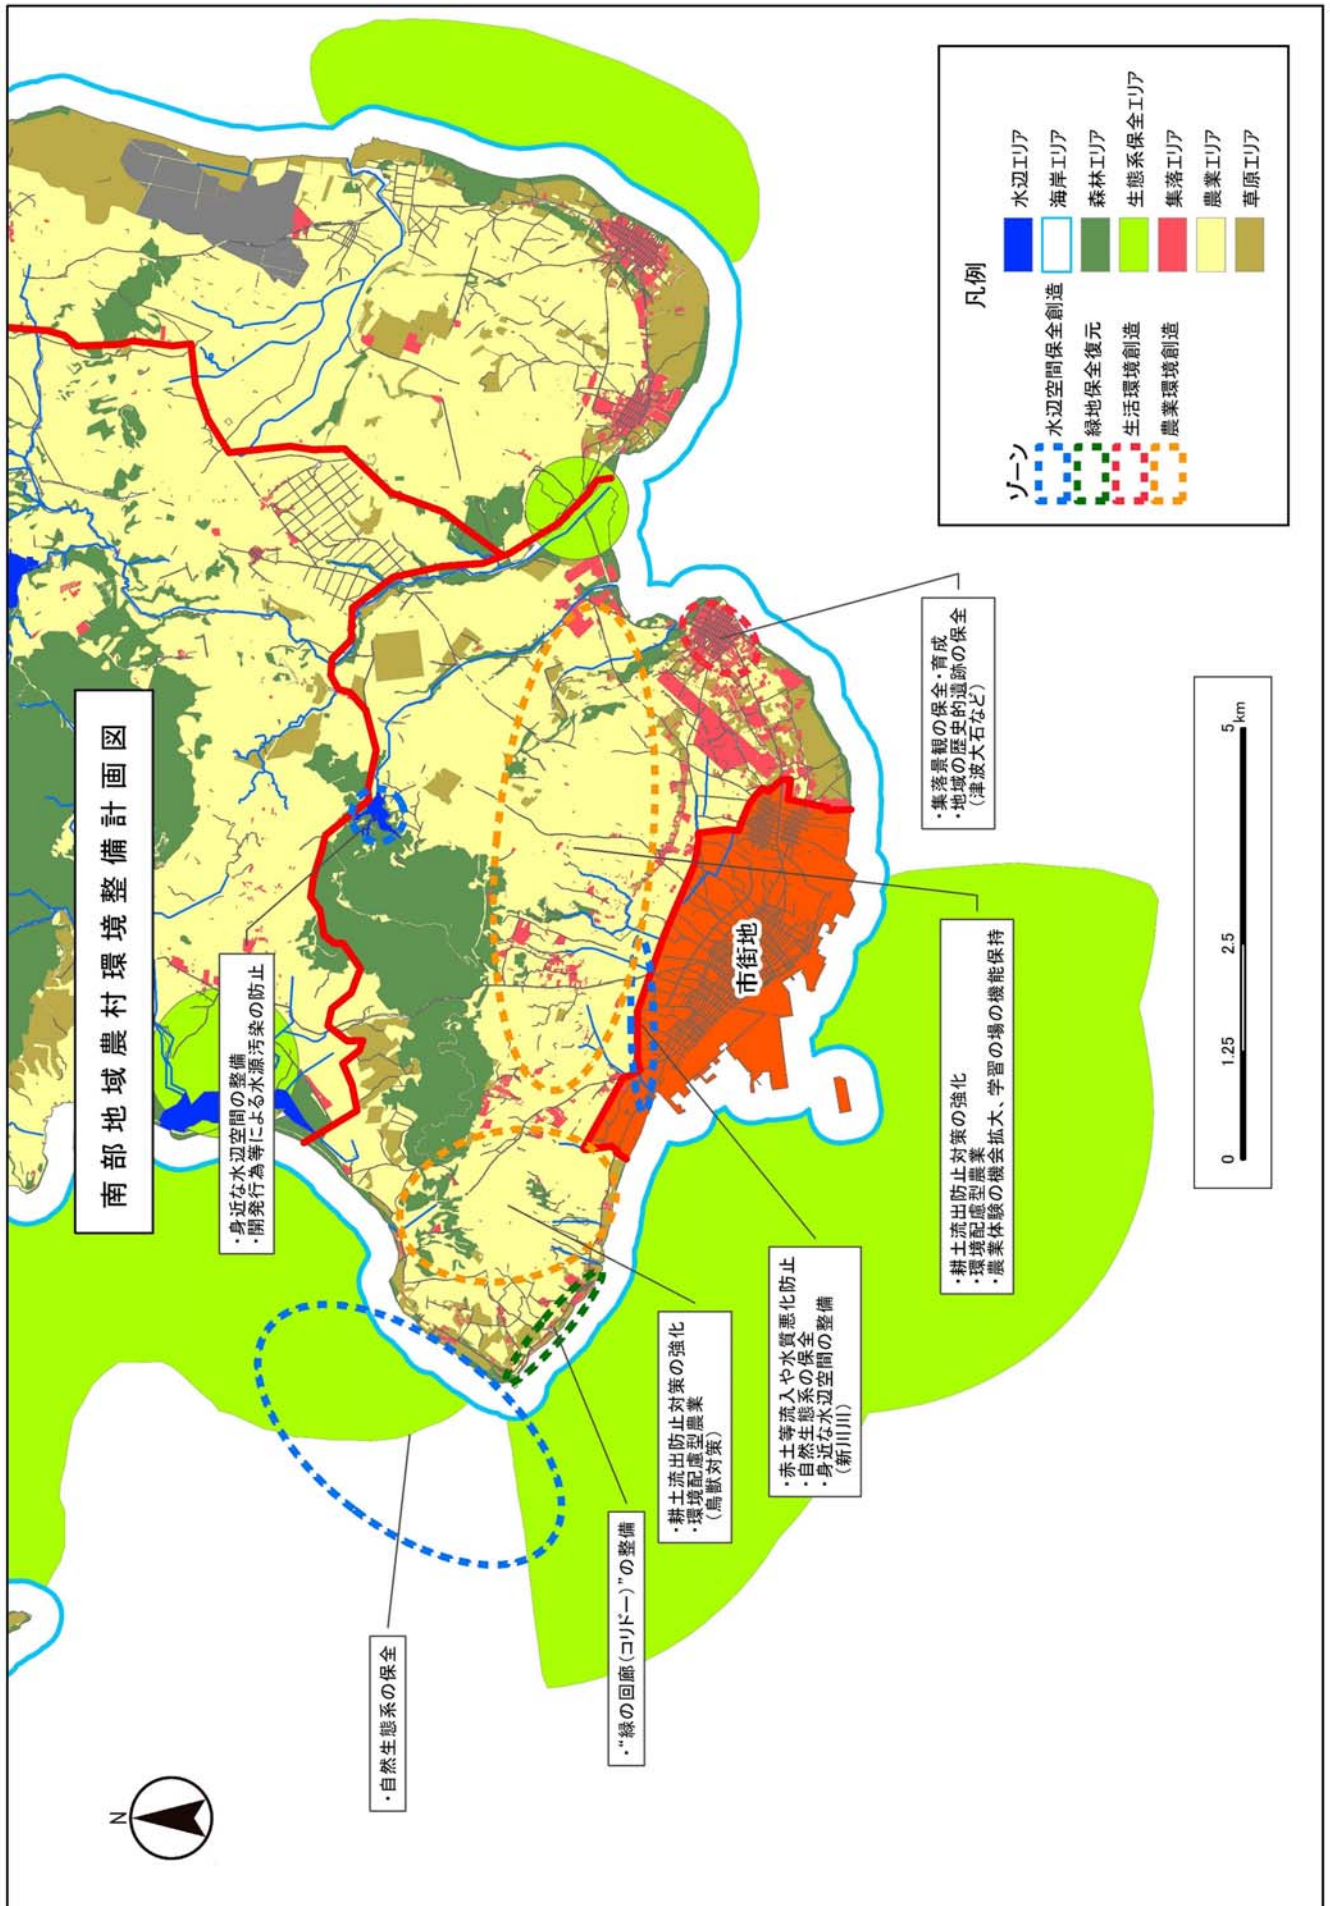 南部地域農村環境整備計画図
N
・身近な水辺空間の整備
・開発行為等による水源汚染の防止
・自然生態系の保全
・“緑の回廊(コリドー)”の整備
・耕土流出防止対策の強化
・環境配慮型農業
(鳥獣対策)
・赤土等流入や水質悪化防止
・自然生態系の保全
・身近な水辺空間の整備
(新川川)
・耕土流出防止対策の強化
・環境配慮型農業
・農業体験の機会拡大、学習の場の機能保持
・集落景観の保全・育成
・地域の歴史的遺跡の保全
(津波大石など)
市街地
凡例
ゾーン
水辺空間保全創造
緑地保全復元
生活環境創造
農業環境創造
水辺エリア
海岸エリア
森林エリア
生態系保全エリア
集落エリア
農業エリア
草原エリア
0 1.25 2.5 5
km